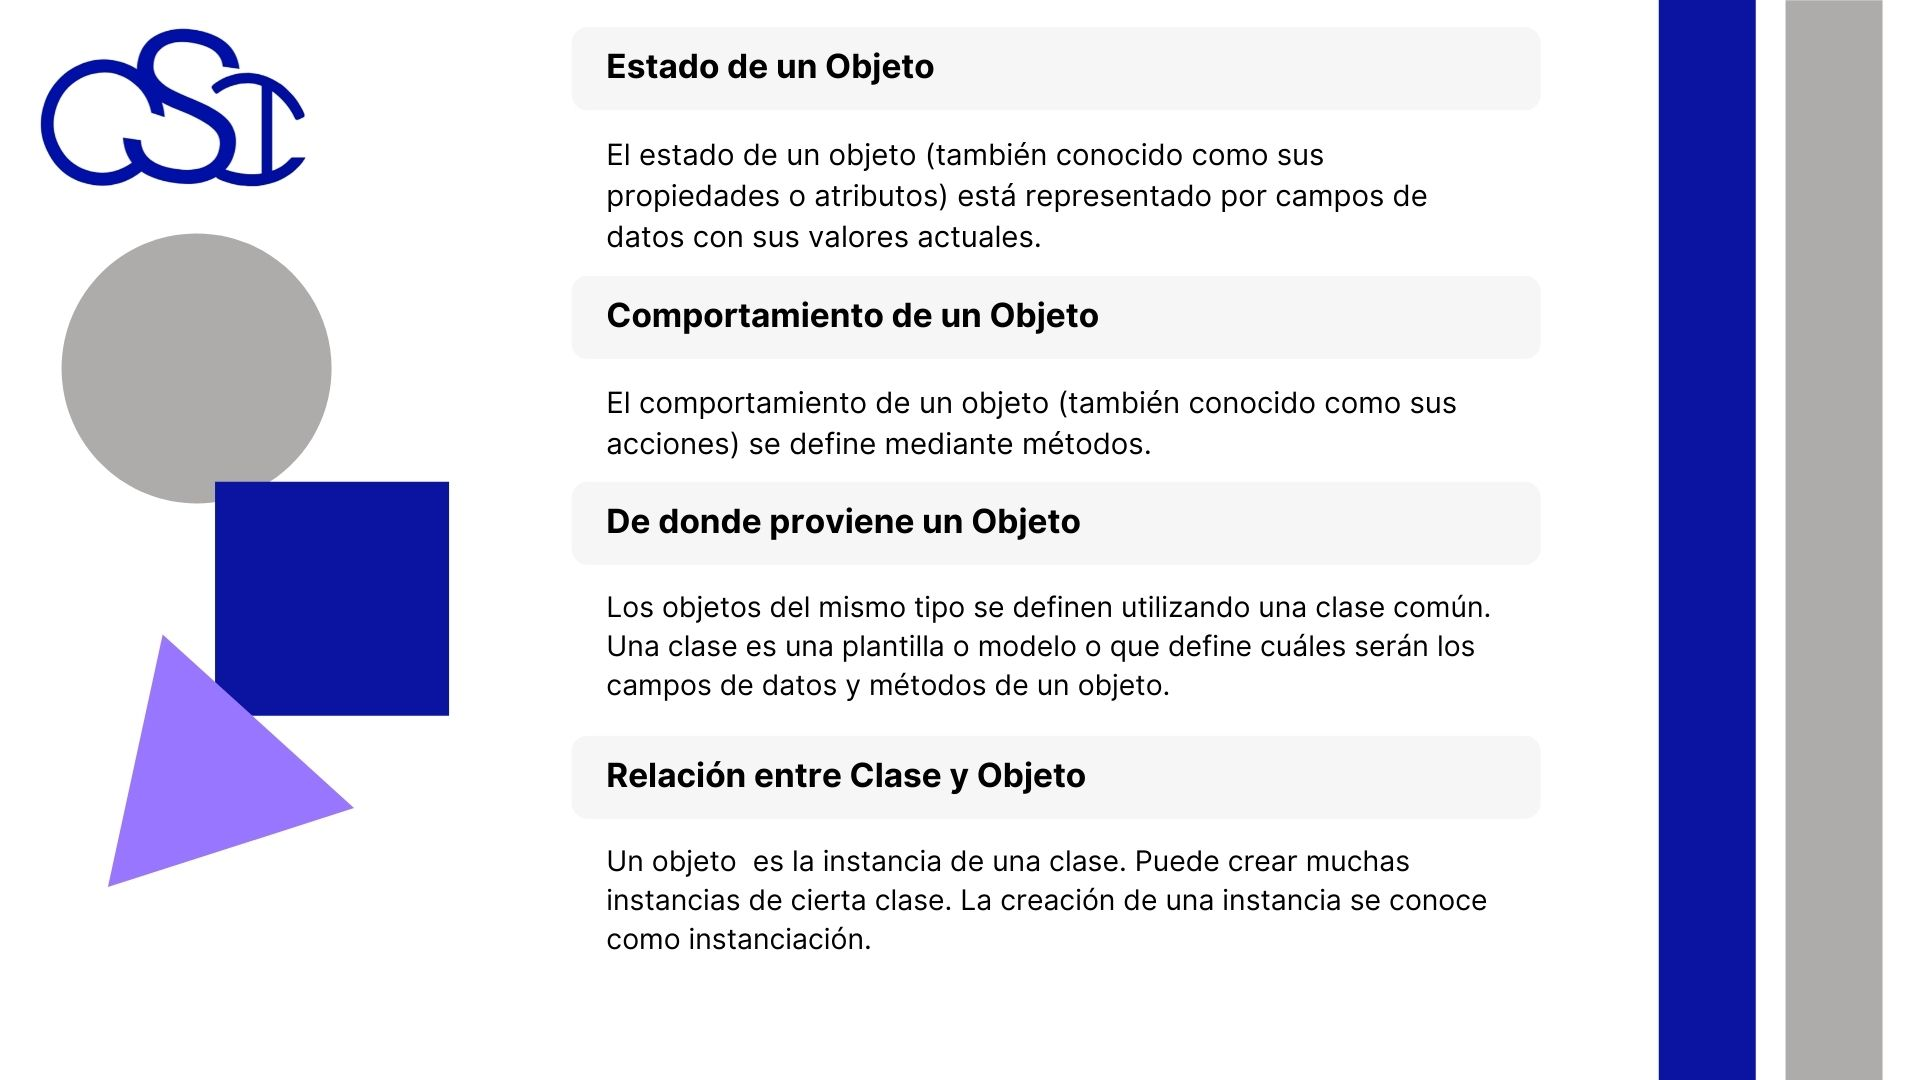 CSI
Estado de un Objeto
El estado de un objeto (también conocido como sus
propiedades o atributos) está representado por campos de
datos con sus valores actuales.
Comportamiento de un Objeto
El comportamiento de un objeto (también conocido como sus
acciones) se define mediante métodos.
De donde proviene un Objeto
Los objetos del mismo tipo se definen utilizando una clase común.
Una clase es una plantilla o modelo o que define cuáles serán los
campos de datos y métodos de un objeto.
Relación entre Clase y Objeto
Un objeto  es la instancia de una clase. Puede crear muchas
instancias de cierta clase. La creación de una instancia se conoce
como instanciación.